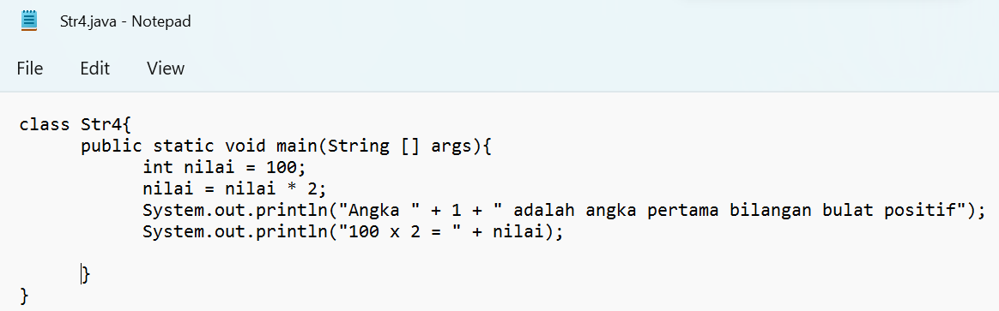 Str4.java - Notepad
File Edit View
class Str4{
public static void main(String [] args){
int nilai = 100;
nilai = nilai * 2;
System.out.println("Angka " + 1 + " adalah angka pertama bilangan bulat positif");
System.out.println("100 x 2 = " + nilai);
}
}